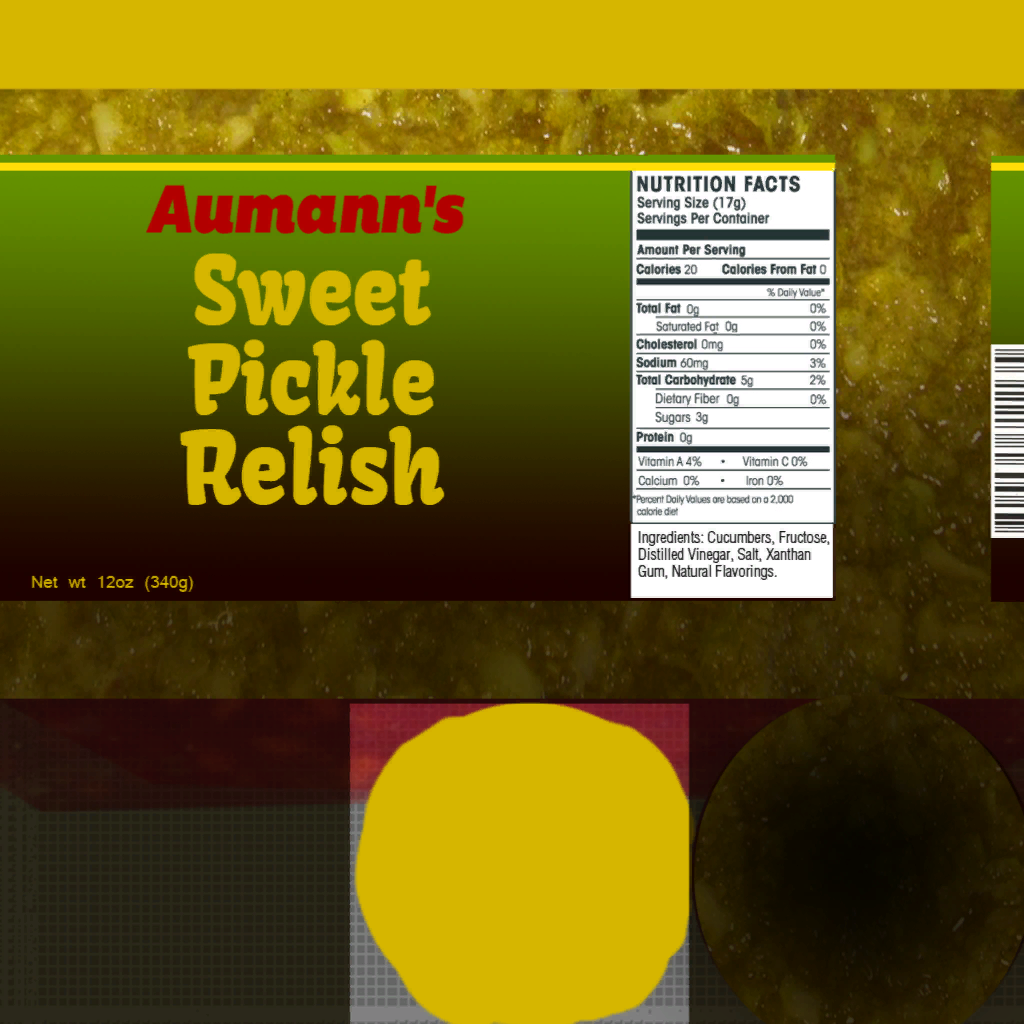 Aumann's
Sweet
Pickle
Relish
Net wt 12oz (340g)
NUTRITION FACTS
Serving Size (17g)
Servings Per Container
Amount Per Serving
Calories 20 Calories From Fat 0
% Daily Value*
Total Fat 0g 0%
Saturated Fat 0g 0%
Cholesterol 0mg 0%
Sodium 60mg 3%
Total Carbohydrate 5g 2%
Dietary Fiber 0g 0%
Sugars 3g
Protein 0g
Vitamin A 4% • Vitamin C 0%
Calcium 0% • Iron 0%
*Percent Daily Values are based on a 2,000
calorie diet
Ingredients: Cucumbers, Fructose,
Distilled Vinegar, Salt, Xanthan
Gum, Natural Flavorings.